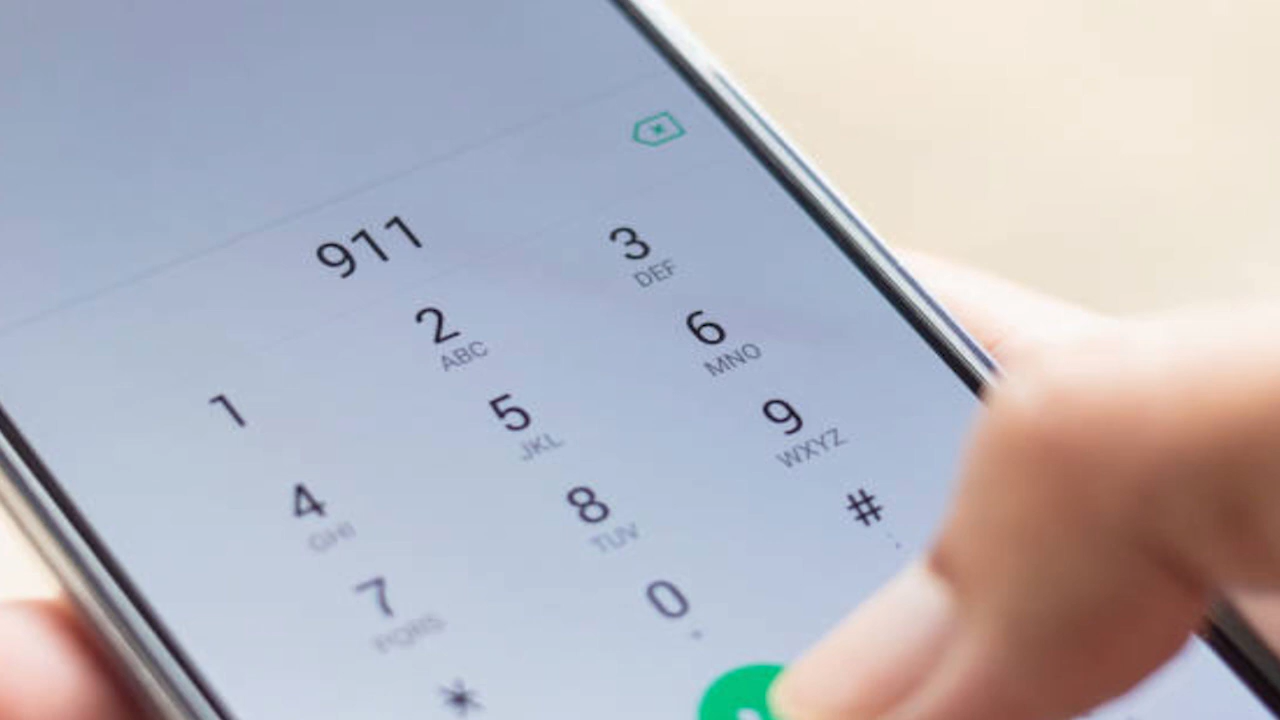 911
1 2 3
ABC DEF
4 5 6
GHI JKL MNO
7 8 9
PQRS TUV WXYZ
* 0 #